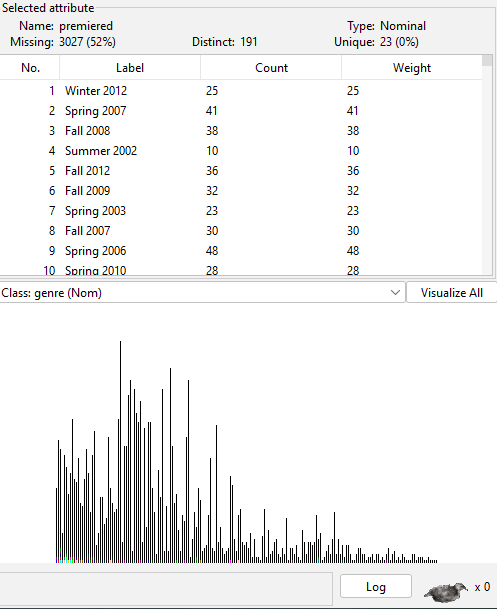 Selected attribute
Name: premiered Type: Nominal
Missing: 3027 (52%) Distinct: 191 Unique: 23 (0%)
No. Label Count Weight
1 Winter 2012 25 25
2 Spring 2007 41 41
3 Fall 2008 38 38
4 Summer 2002 10 10
5 Fall 2012 36 36
6 Fall 2009 32 32
7 Spring 2003 23 23
8 Fall 2007 30 30
9 Spring 2006 48 48
10 Spring 2010 28 28
Class: genre (Nom) Visualize All
Log x 0